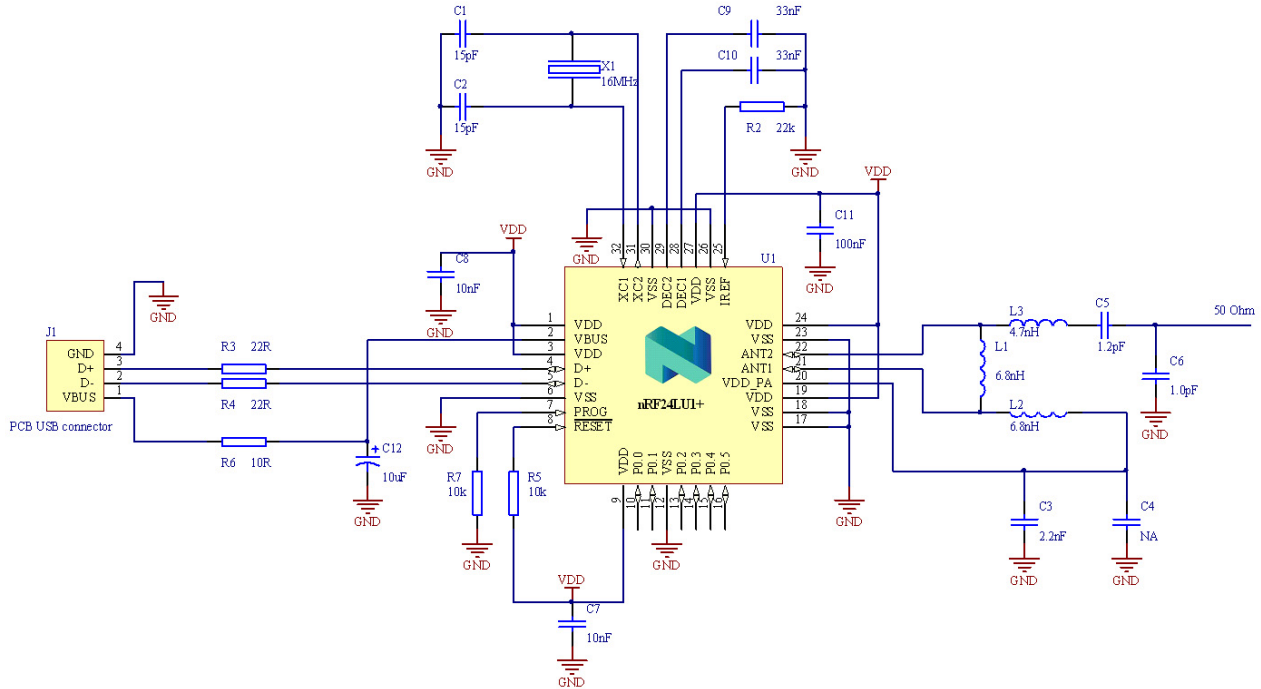 C1
15pF
C2
15pF
GND
X1
16MHz
C9
33nF
C10
33nF
R2
22k
GND
VDD
C11
100nF
GND
GND
VDD
C8
10nF
GND
32
31
30
29
28
27
26
25
U1
XC1
XC2
VSS
DEC2
DEC1
VDD
VSS
IREF
1
2
3
4
5
6
7
8
VDD
VBUS
VDD
D+
D-
VSS
PROG
RESET
VDD
VSS
ANT2
ANT1
VDD_PA
VDD
VSS
VSS
24
23
22
21
20
19
18
17
nRF24LU1+
VDD
P0.0
P0.1
VSS
P0.2
P0.3
P0.4
P0.5
9
10
11
12
13
14
15
16
GND
J1
GND
D+
D-
VBUS
4
3
2
1
PCB USB connector
GND
R3
22R
R4
22R
R6
10R
C12
10uF
GND
GND
R7
10k
GND
R5
10k
VDD
C7
10nF
GND
GND
L3
4.7nH
C5
1.2pF
50 Ohm
L1
6.8nH
L2
6.8nH
C6
1.0pF
GND
C3
2.2nF
GND
C4
NA
GND